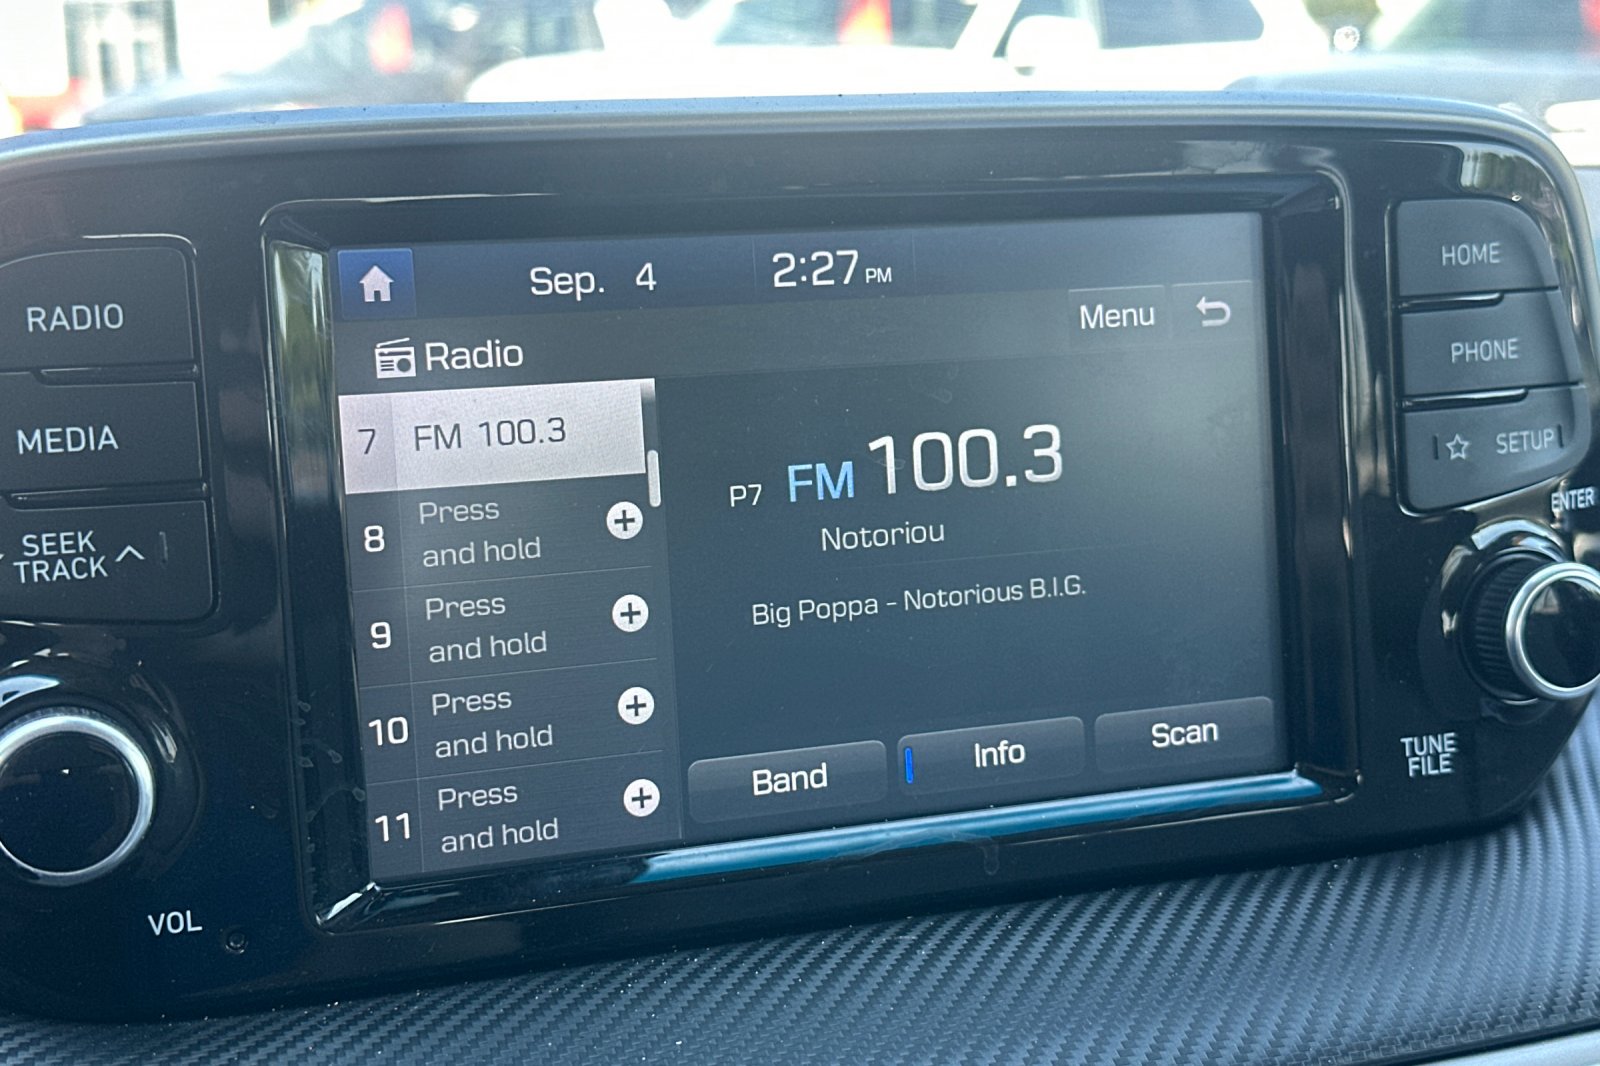 RADIO
MEDIA
SEEK
TRACK
VOL
Sep. 4
2:27 PM
Menu
Radio
7 FM 100.3
8 Press
and hold
9 Press
and hold
10 Press
and hold
11 Press
and hold
P7 FM 100.3
Notoriou
Big Poppa - Notorious B.I.G.
Band
Info
Scan
HOME
PHONE
SETUP
ENTER
TUNE
FILE